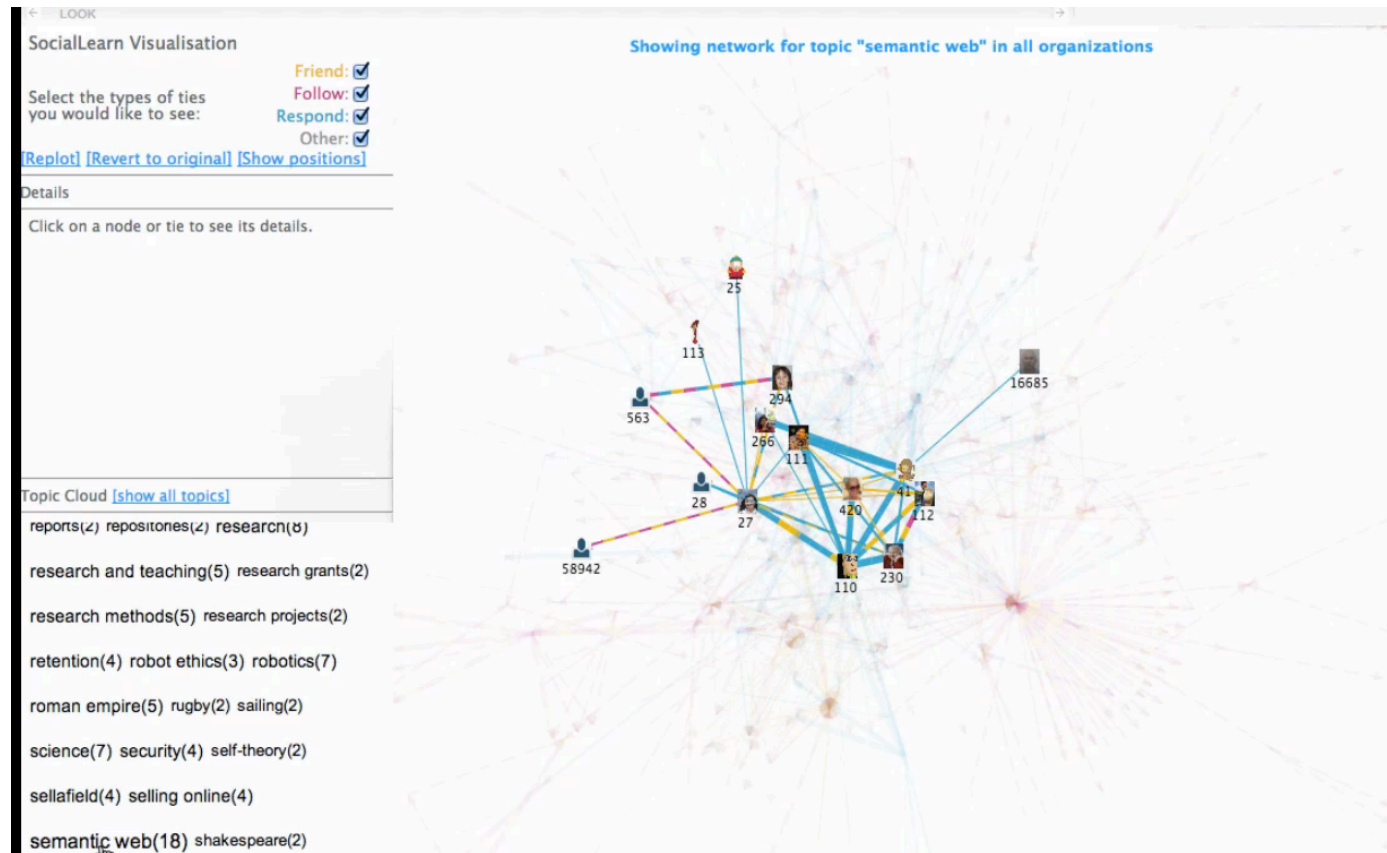 ← LOOK →
SocialLearn Visualisation
Showing network for topic "semantic web" in all organizations
Friend:
Select the types of ties
you would like to see:
Follow:
Respond:
Other:
[Replot] [Revert to original] [Show positions]
Details
Click on a node or tie to see its details.
25
113
16685
294
563
266
111
41
28
27
420
112
58942
110
230
Topic Cloud [show all topics]
reports(2) repositories(2) research(8)
research and teaching(5) research grants(2)
research methods(5) research projects(2)
retention(4) robot ethics(3) robotics(7)
roman empire(5) rugby(2) sailing(2)
science(7) security(4) self-theory(2)
sellafield(4) selling online(4)
semantic web(18) shakespeare(2)